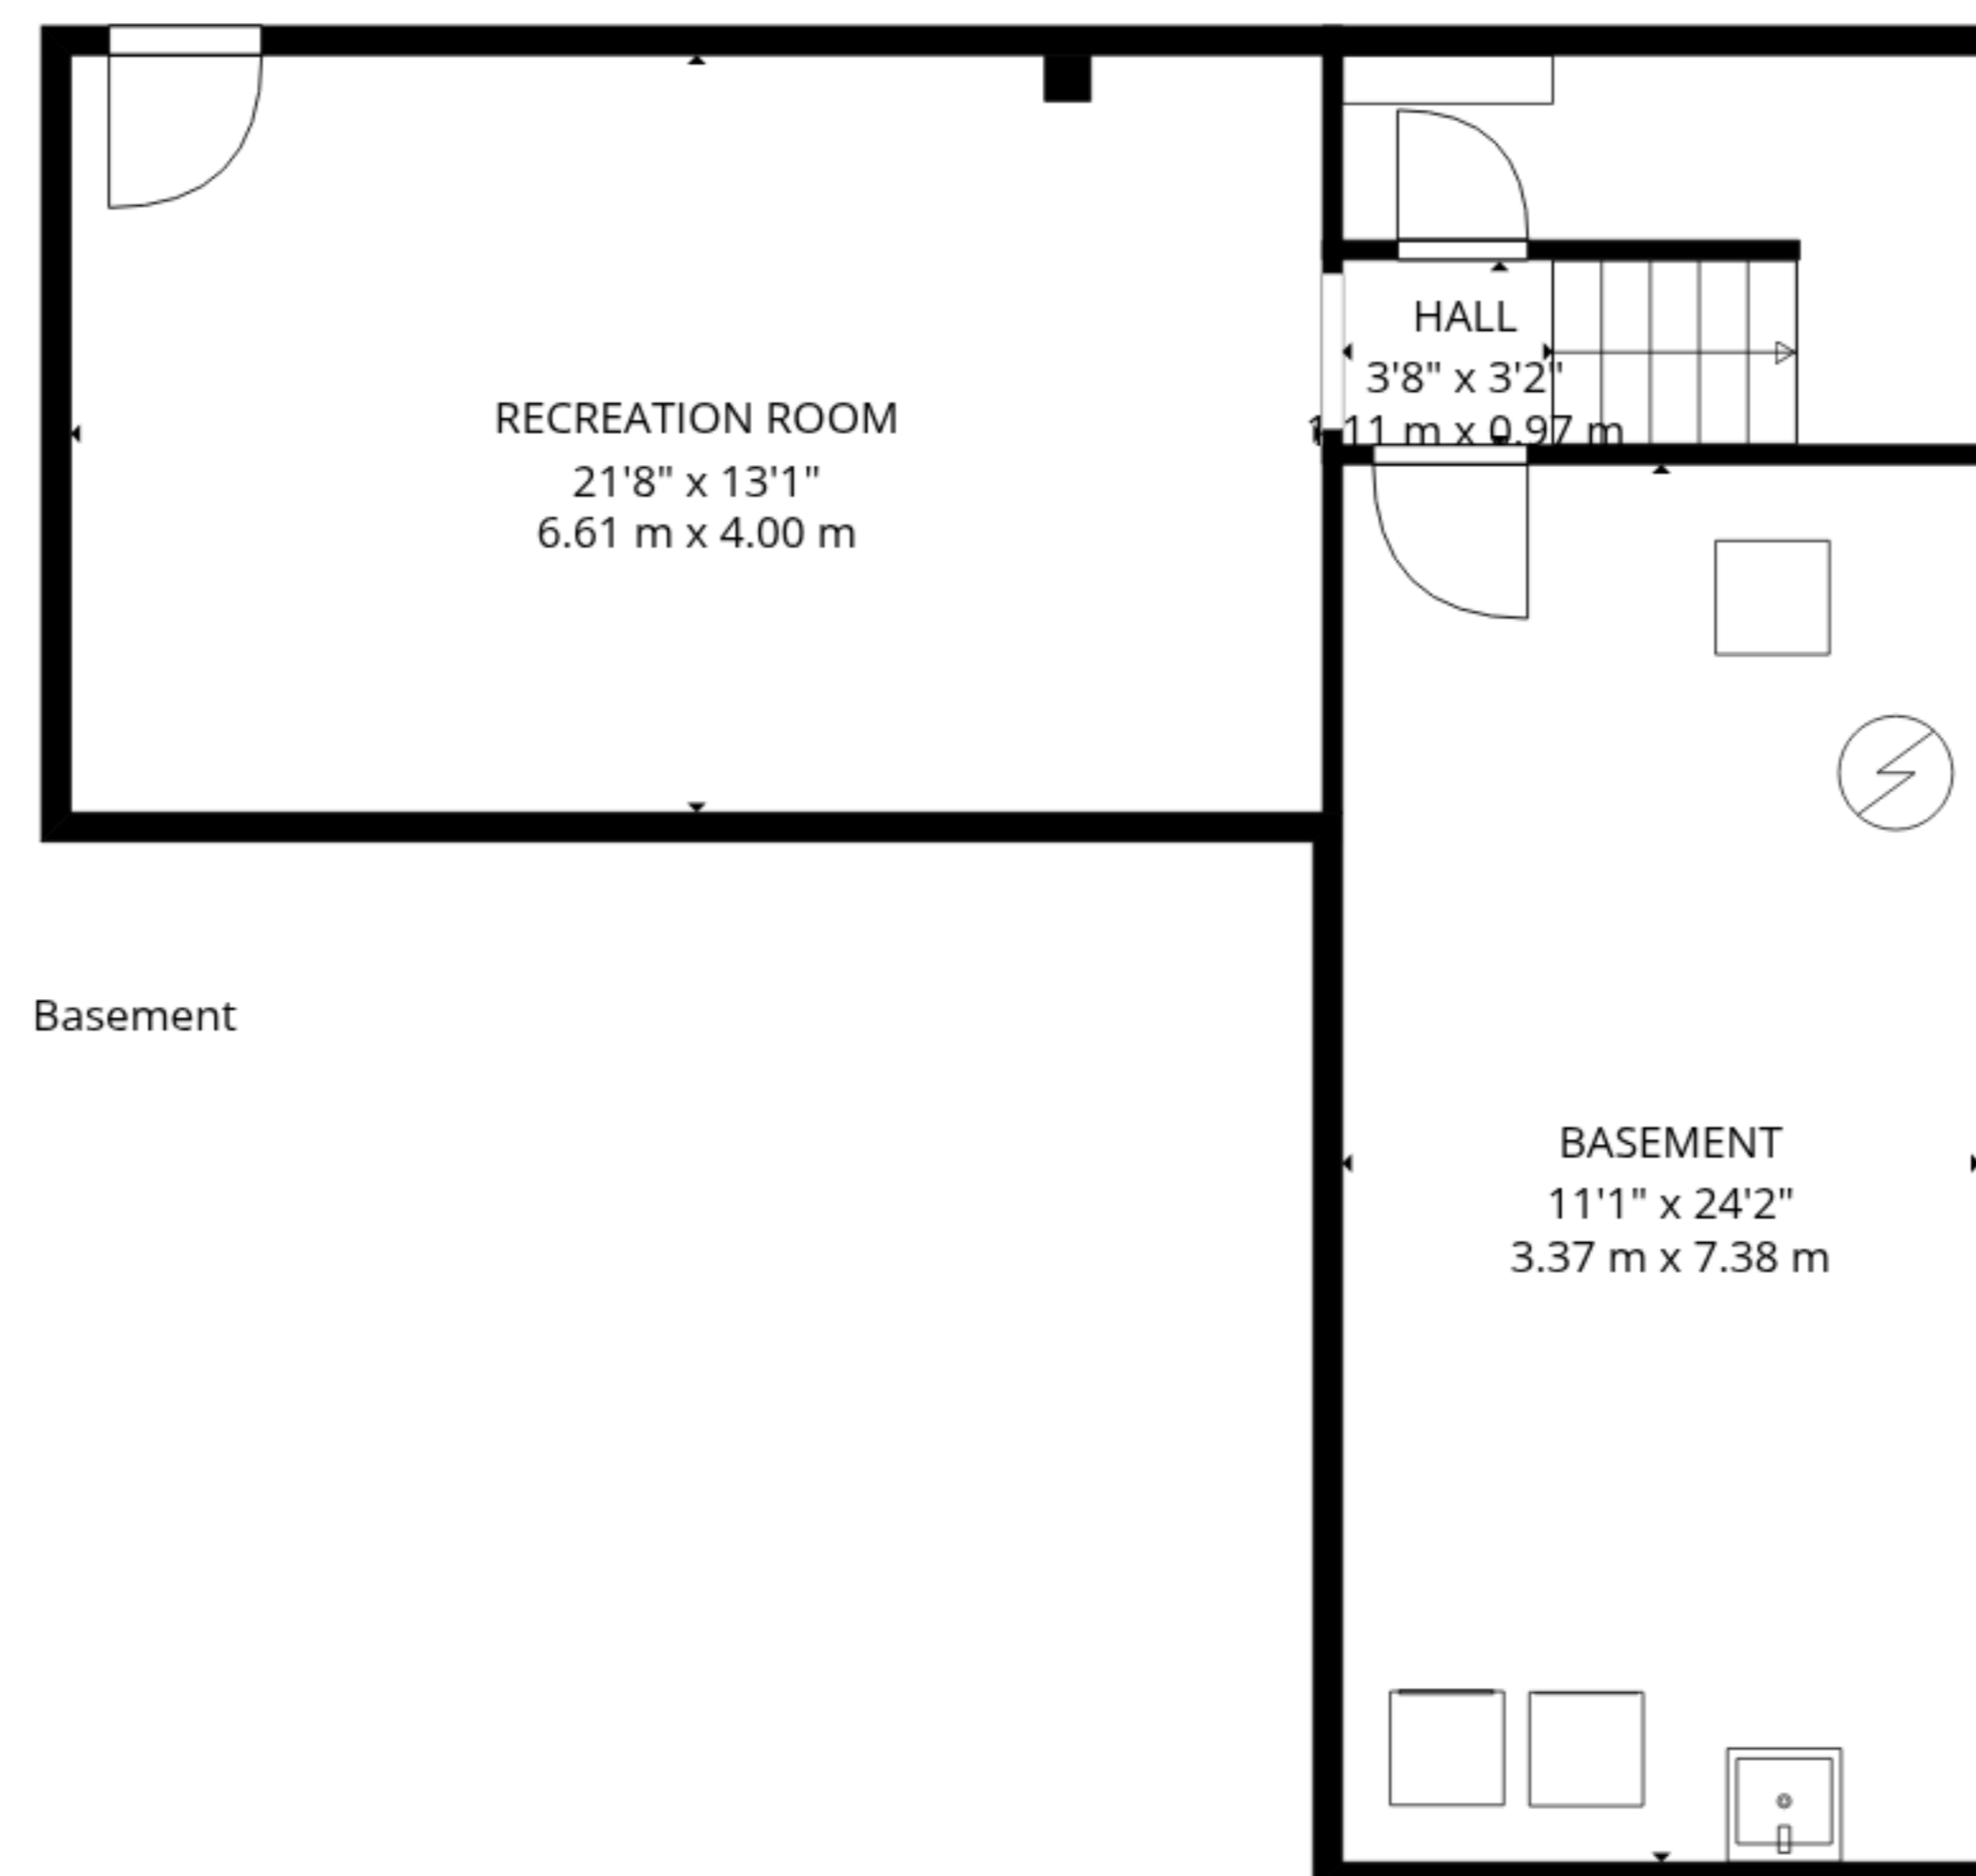 HALL
3'8" x 3'2"
1.11 m x 0.97 m
RECREATION ROOM
21'8" x 13'1"
6.61 m x 4.00 m
Basement
BASEMENT
11'1" x 24'2"
3.37 m x 7.38 m